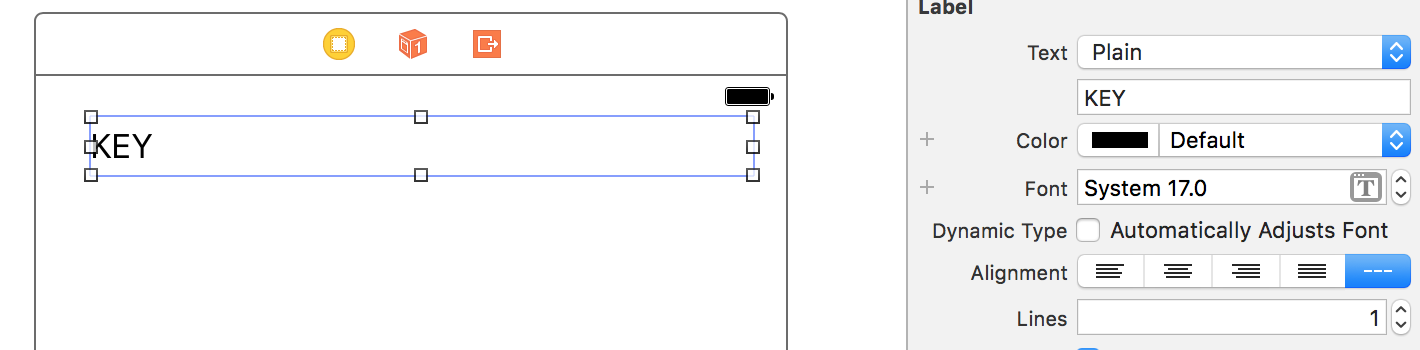 Label
Text Plain
KEY
KEY
Color Default
Font System 17.0 T
Dynamic Type Automatically Adjusts Font
Alignment ---
Lines 1